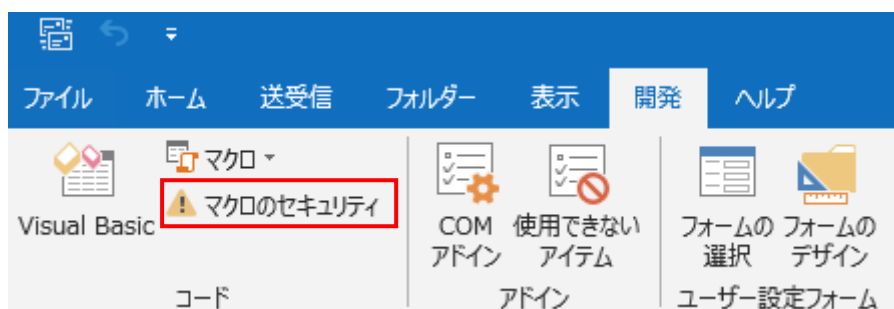 ファイル ホーム 送受信 フォルダー 表示 開発 ヘルプ
Visual Basic
マクロ
マクロのセキュリティ
コード
COM
アドイン
使用できない
アイテム
アドイン
フォームの
選択
フォームの
デザイン
ユーザー設定フォーム